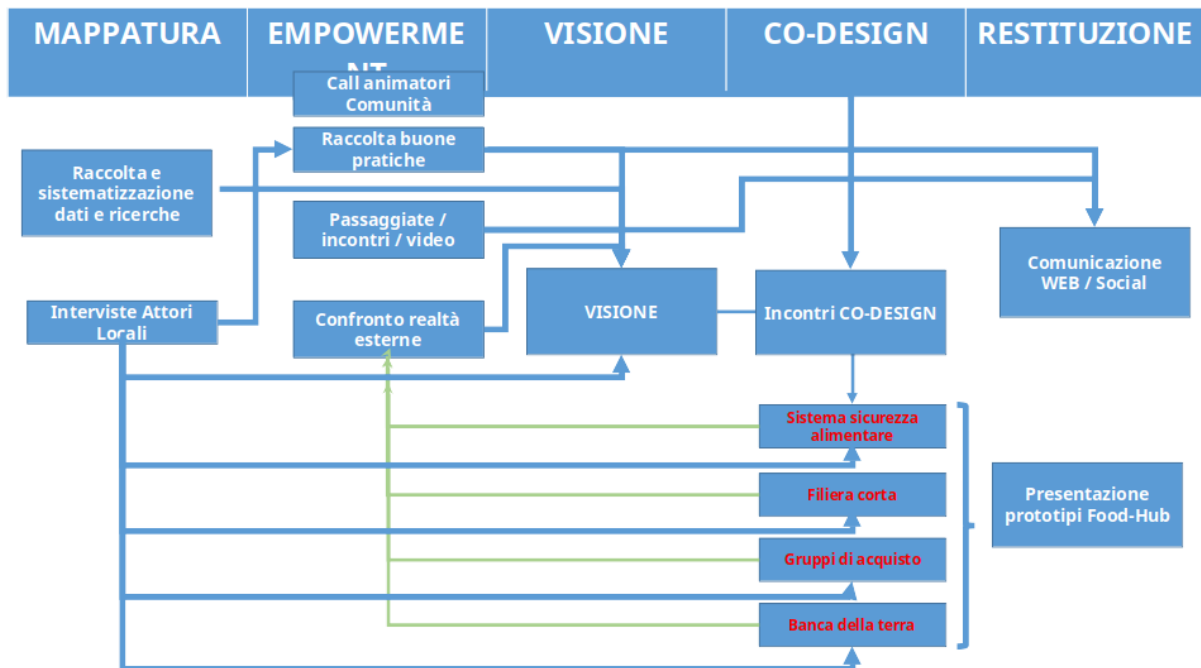 MAPPATURA
EMPOWERME
NT
VISIONE
CO-DESIGN
RESTITUZIONE
Call animatori
Comunità
Raccolta buone
pratiche
Raccolta e
sistematizzazione
dati e ricerche
Passaggiate /
incontri / video
Comunicazione
WEB / Social
Interviste Attori
Locali
Confronto realtà
esterne
VISIONE
Incontri CO-DESIGN
Sistema sicurezza
alimentare
Filiera corta
Presentazione
prototipi Food-Hub
Gruppi di acquisto
Banca della terra